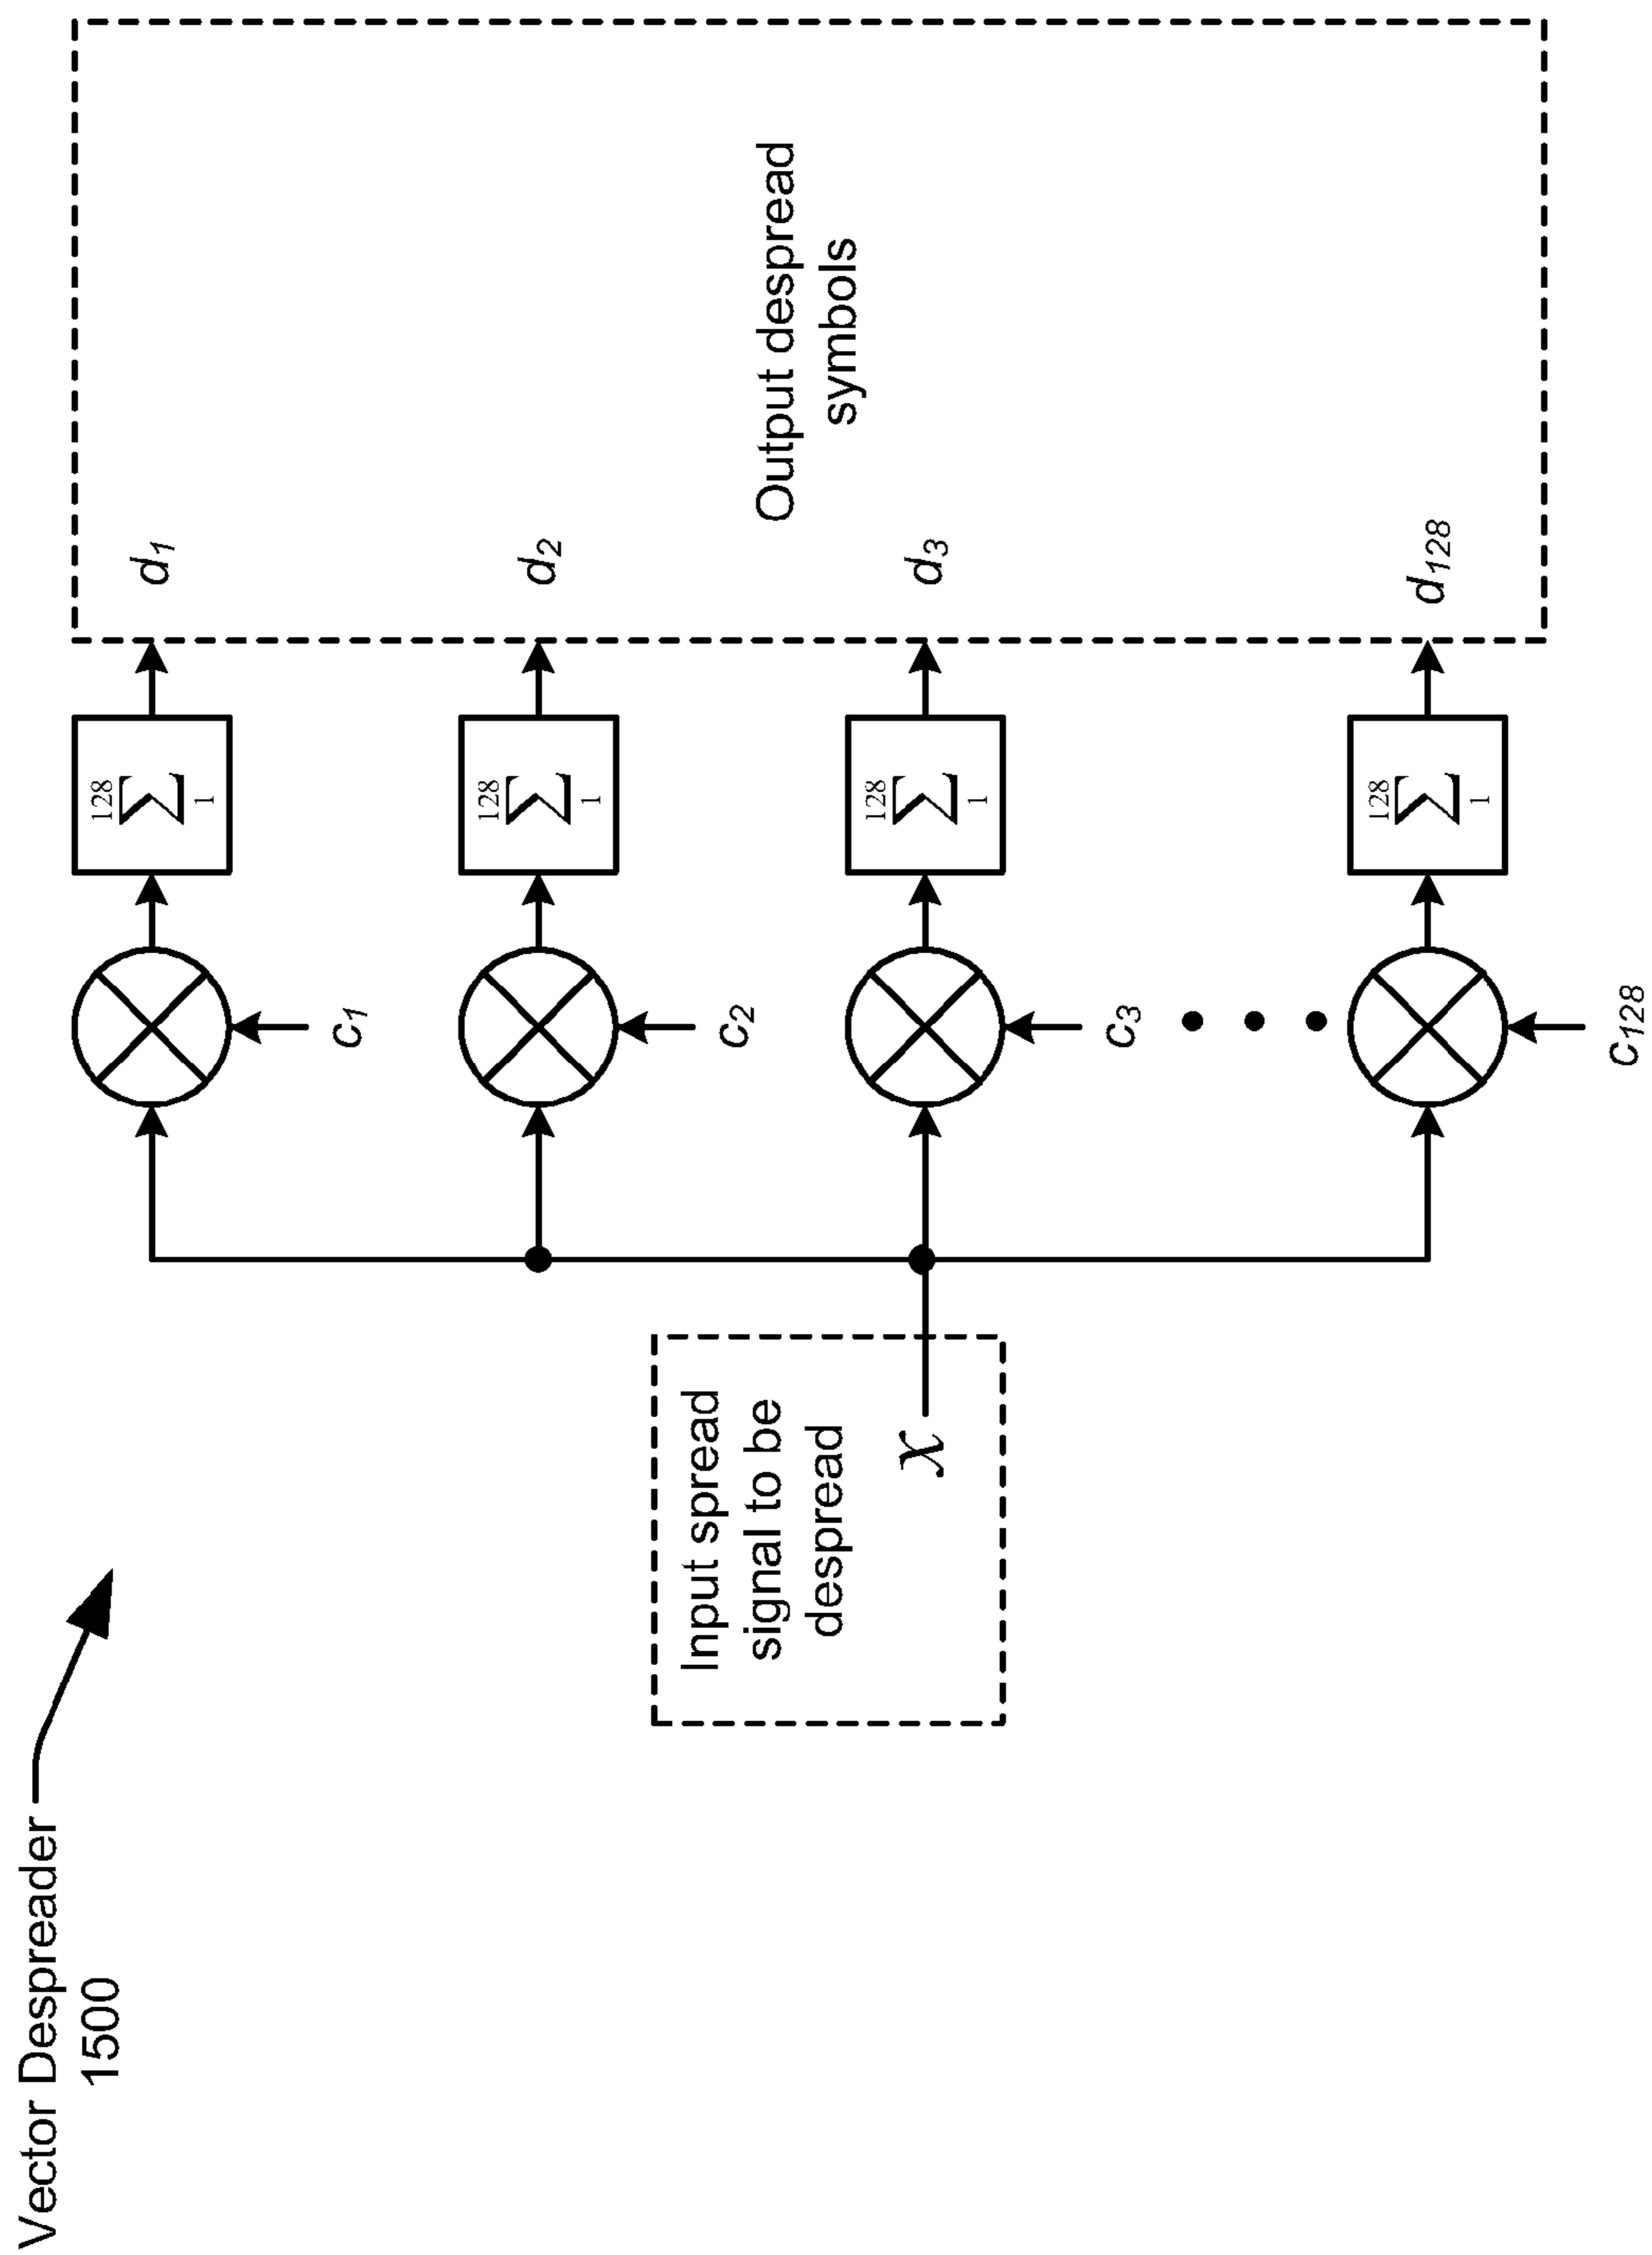 Vector Despreader
1500
Input spread
signal to be
despread
x
c1
c2
c3
c128
128
∑
1
128
∑
1
128
∑
1
128
∑
1
d1
d2
d3
d128
Output despread
symbols